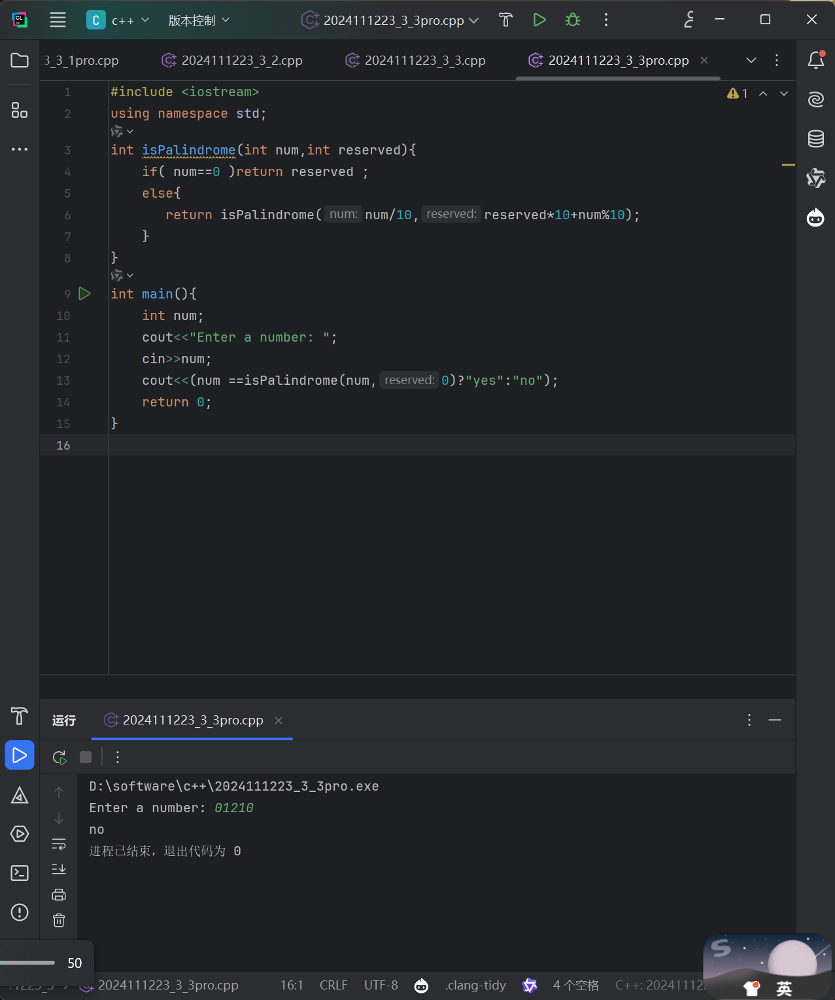 C c++ 版本控制 2024111223_3_3pro.cpp
3_3_1pro.cpp 2024111223_3_2.cpp 2024111223_3_3.cpp 2024111223_3_3pro.cpp
1 #include <iostream> 1
2 using namespace std;
3 int isPalindrome(int num,int reserved){
4 if( num==0 )return reserved ;
5 else{
6 return isPalindrome( num: num/10, reserved: reserved*10+num%10);
7 }
8 }
9 int main(){
10 int num;
11 cout<<"Enter a number: ";
12 cin>>num;
13 cout<<(num ==isPalindrome(num, reserved: 0)?"yes":"no");
14 return 0;
15 }
16
运行 2024111223_3_3pro.cpp
D:\software\c++\2024111223_3_3pro.exe
Enter a number: 01210
no
进程已结束，退出代码为 0
50
2024111223_3_3pro.cpp 16:1 CRLF UTF-8 .clang-tidy 4 个空格 C++: 20241112
英